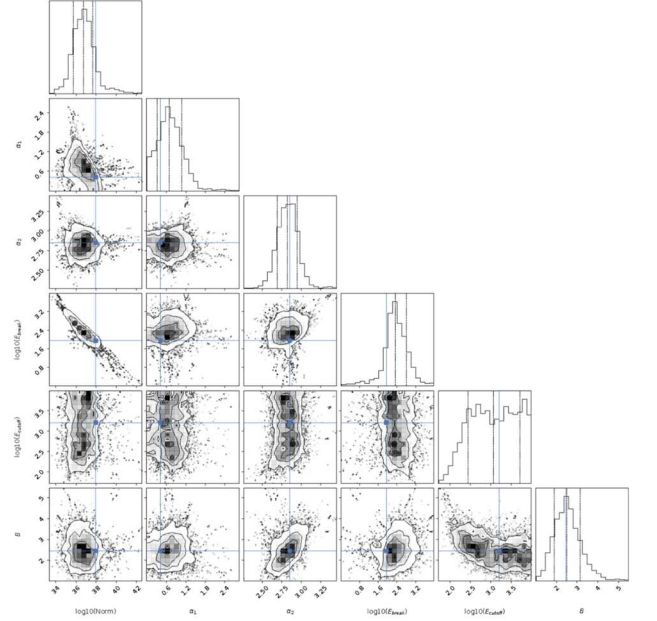 α₁
2.4
1.8
1.2
0.6
α₂
3.25
3.00
2.75
2.50
log10(E_break)
3.2
2.4
1.6
0.8
log10(E_cutoff)
3.5
3.0
2.5
2.0
B
5
4
3
2
34 36 38 40 42
0.6 1.2 1.8 2.4
2.50 2.75 3.00 3.25
0.8 1.6 2.4 3.2
2.0 2.5 3.0 3.5
2 3 4 5
log10(Norm) α₁ α₂ log10(E_break) log10(E_cutoff) B